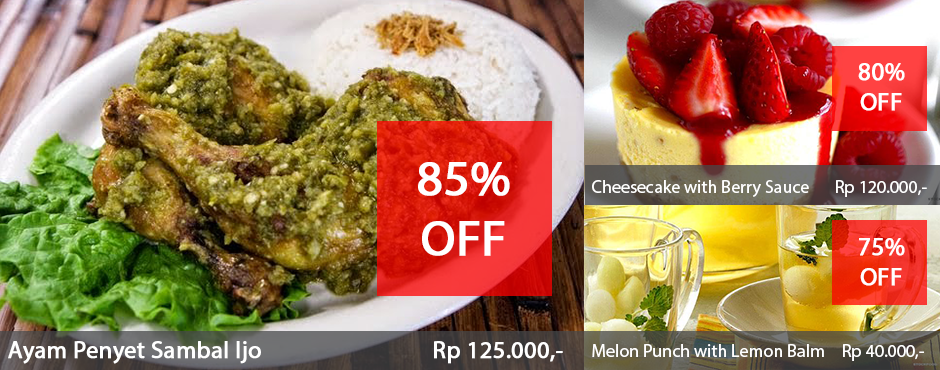 85%
OFF
Ayam Penyet Sambal Ijo Rp 125.000,-
80%
OFF
Cheesecake with Berry Sauce Rp 120.000,-
75%
OFF
Melon Punch with Lemon Balm Rp 40.000,-